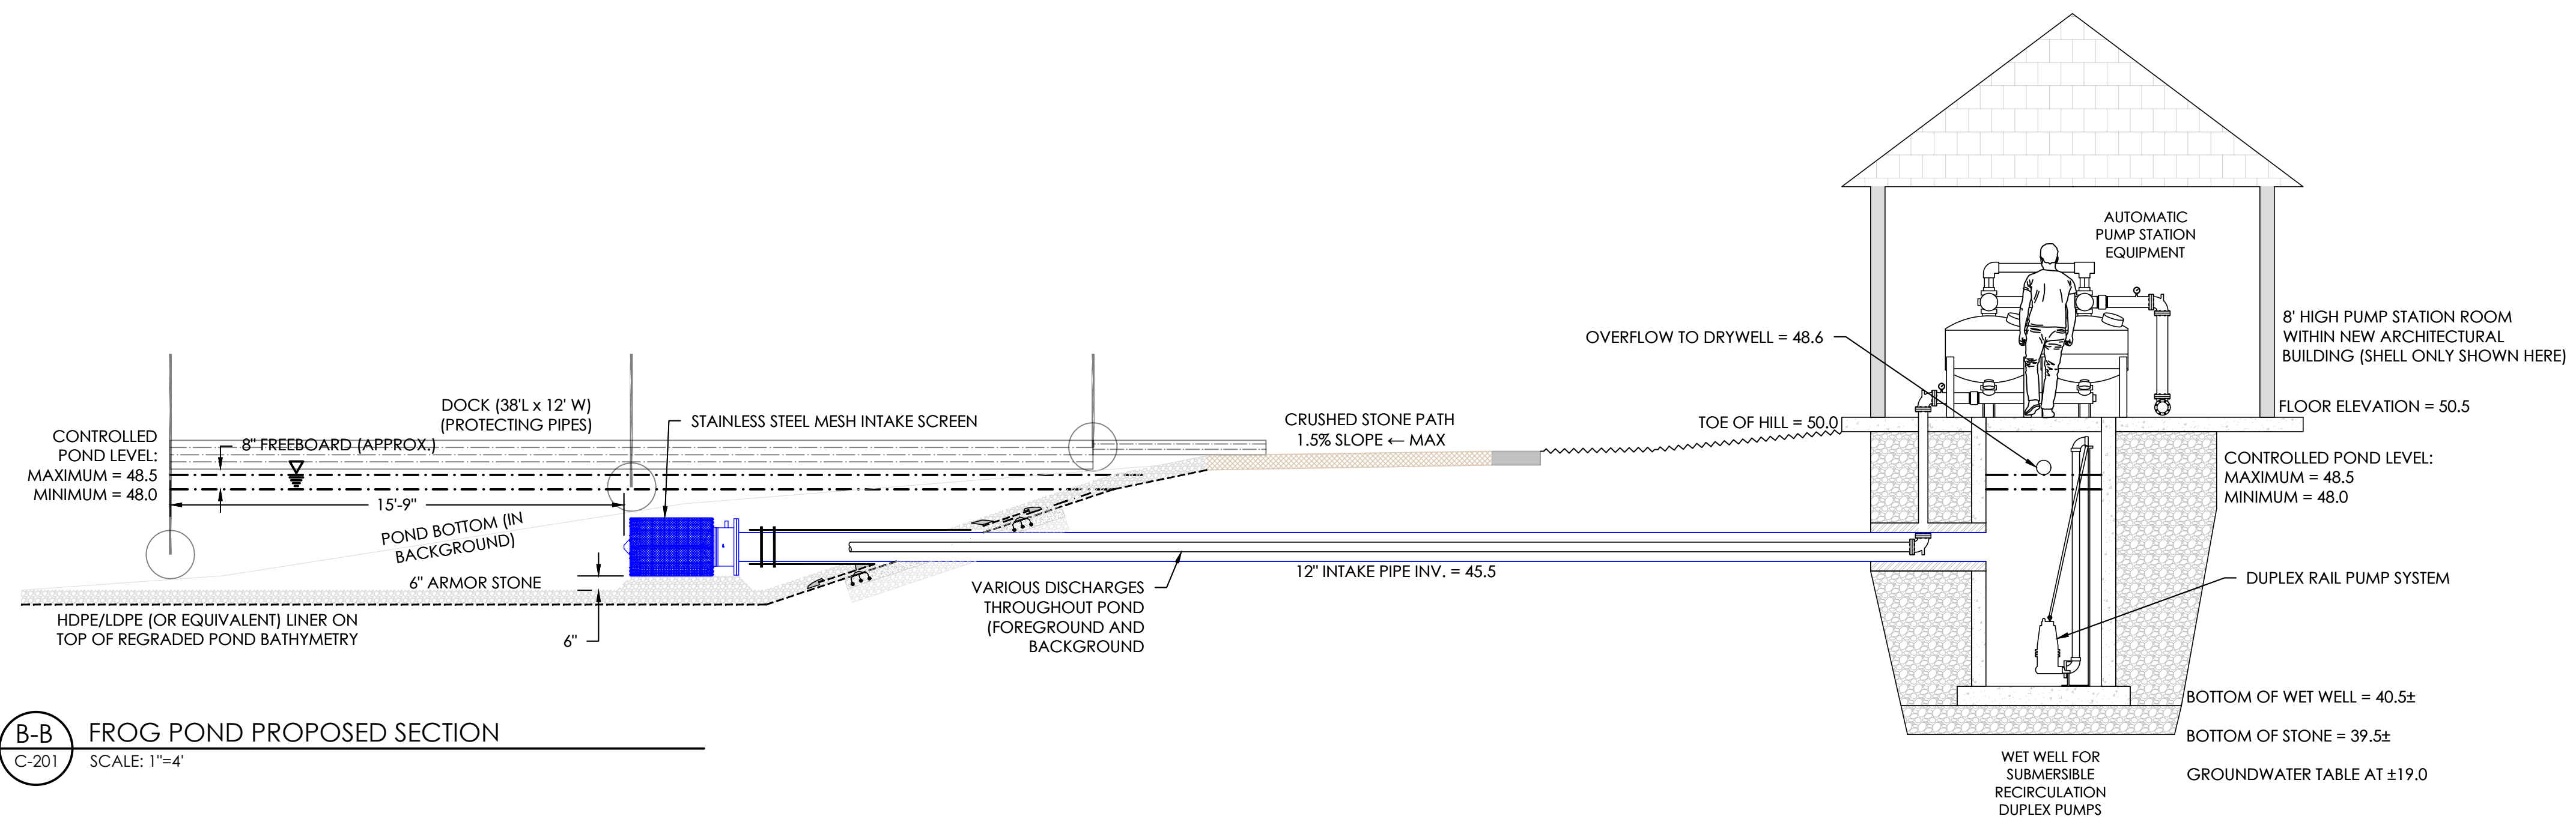 AUTOMATIC
PUMP STATION
EQUIPMENT
8' HIGH PUMP STATION ROOM
WITHIN NEW ARCHITECTURAL
BUILDING (SHELL ONLY SHOWN HERE)
OVERFLOW TO DRYWELL = 48.6
FLOOR ELEVATION = 50.5
TOE OF HILL = 50.0
CRUSHED STONE PATH
1.5% SLOPE ← MAX
DOCK (38'L x 12' W)
(PROTECTING PIPES)
STAINLESS STEEL MESH INTAKE SCREEN
8" FREEBOARD (APPROX.)
CONTROLLED
POND LEVEL:
MAXIMUM = 48.5
MINIMUM = 48.0
15'-9"
CONTROLLED POND LEVEL:
MAXIMUM = 48.5
MINIMUM = 48.0
POND BOTTOM (IN
BACKGROUND)
6" ARMOR STONE
12" INTAKE PIPE INV. = 45.5
VARIOUS DISCHARGES
THROUGHOUT POND
(FOREGROUND AND
BACKGROUND
DUPLEX RAIL PUMP SYSTEM
HDPE/LDPE (OR EQUIVALENT) LINER ON
TOP OF REGRADED POND BATHYMETRY
6"
BOTTOM OF WET WELL = 40.5±
BOTTOM OF STONE = 39.5±
GROUNDWATER TABLE AT ±19.0
WET WELL FOR
SUBMERSIBLE
RECIRCULATION
DUPLEX PUMPS
B-B
C-201
FROG POND PROPOSED SECTION
SCALE: 1"=4'